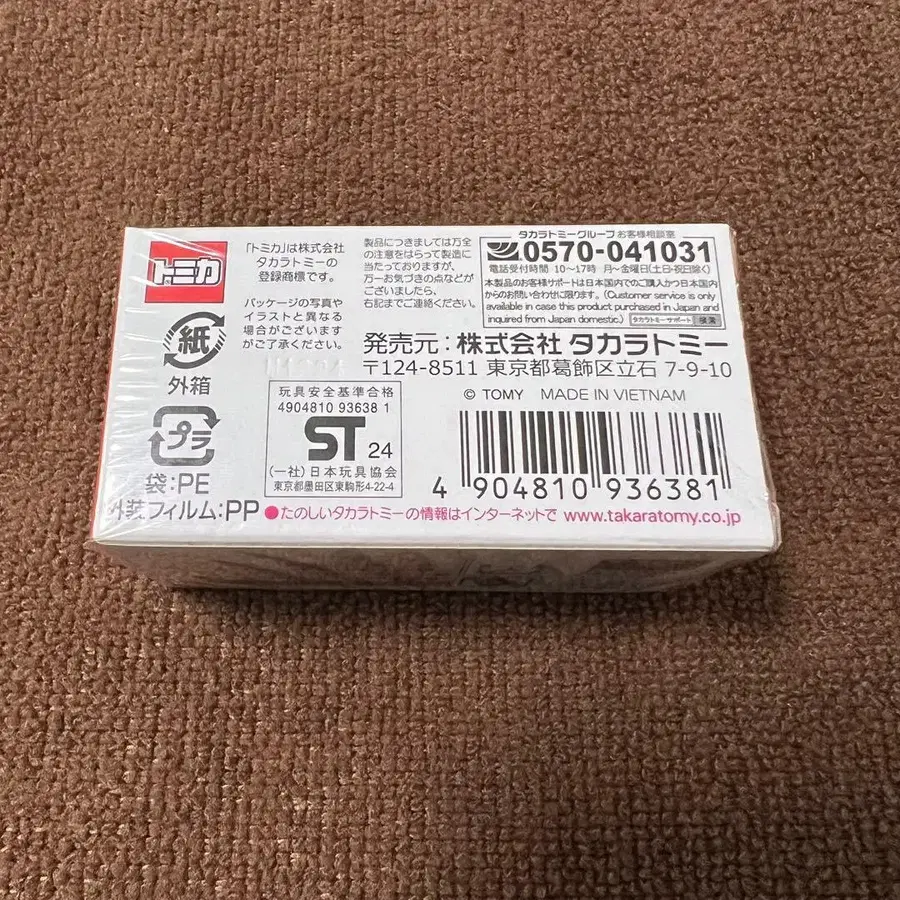 トミカ
「トミカ」は株式会社
タカラトミーの
登録商標です。
パッケージの写真や
イラストと異なる
場合がございます
がご了承ください。
製品につきましては万全
の注意をはらって製造に
当たっておりますが、
万一お気づきの点などが
ございましたら、
右記までご連絡ください。
タカラトミーグループ お客様相談室
0570-041031
電話受付時間 10〜17時 月〜金曜日(土・日・祝日除く)
本製品のお客様サポートは日本国内でのご購入かつ日本国内
からのお問い合わせに限ります。(Customer service is only
available in case this product purchased in Japan and
inquired from Japan domestic.) タカラトミーサポート 検索
発売元: 株式会社 タカラトミー
〒124-8511 東京都葛飾区立石 7-9-10
© TOMY MADE IN VIETNAM
紙
外箱
プラ
袋:PE
外装フィルム:PP
玩具安全基準合格
4904810 93638 1
ST 24
(一社)日本玩具協会
東京都墨田区東駒形4-22-4
4 904810 936381
●たのしいタカラトミーの情報はインターネットで www.takaratomy.co.jp